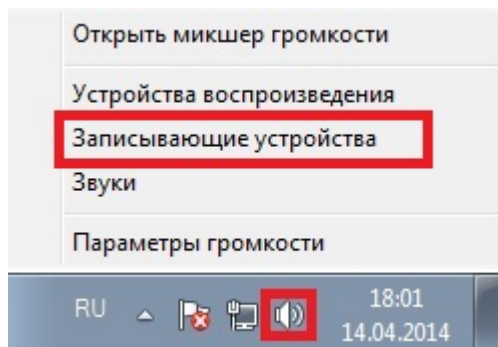 Открыть микшер громкости
Устройства воспроизведения
Записывающие устройства
Звуки
Параметры громкости
RU
18:01
14.04.2014